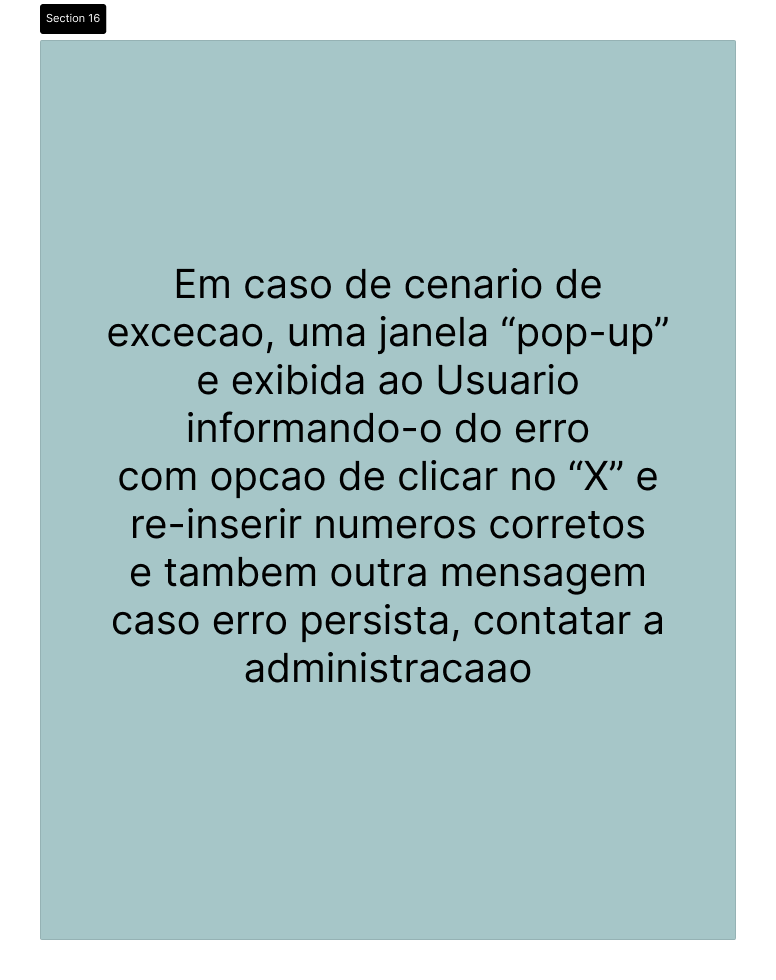 Section 16
Em caso de cenario de
excecao, uma janela “pop-up”
e exibida ao Usuario
informando-o do erro
com opcao de clicar no “X” e
re-inserir numeros corretos
e tambem outra mensagem
caso erro persista, contatar a
administracaao